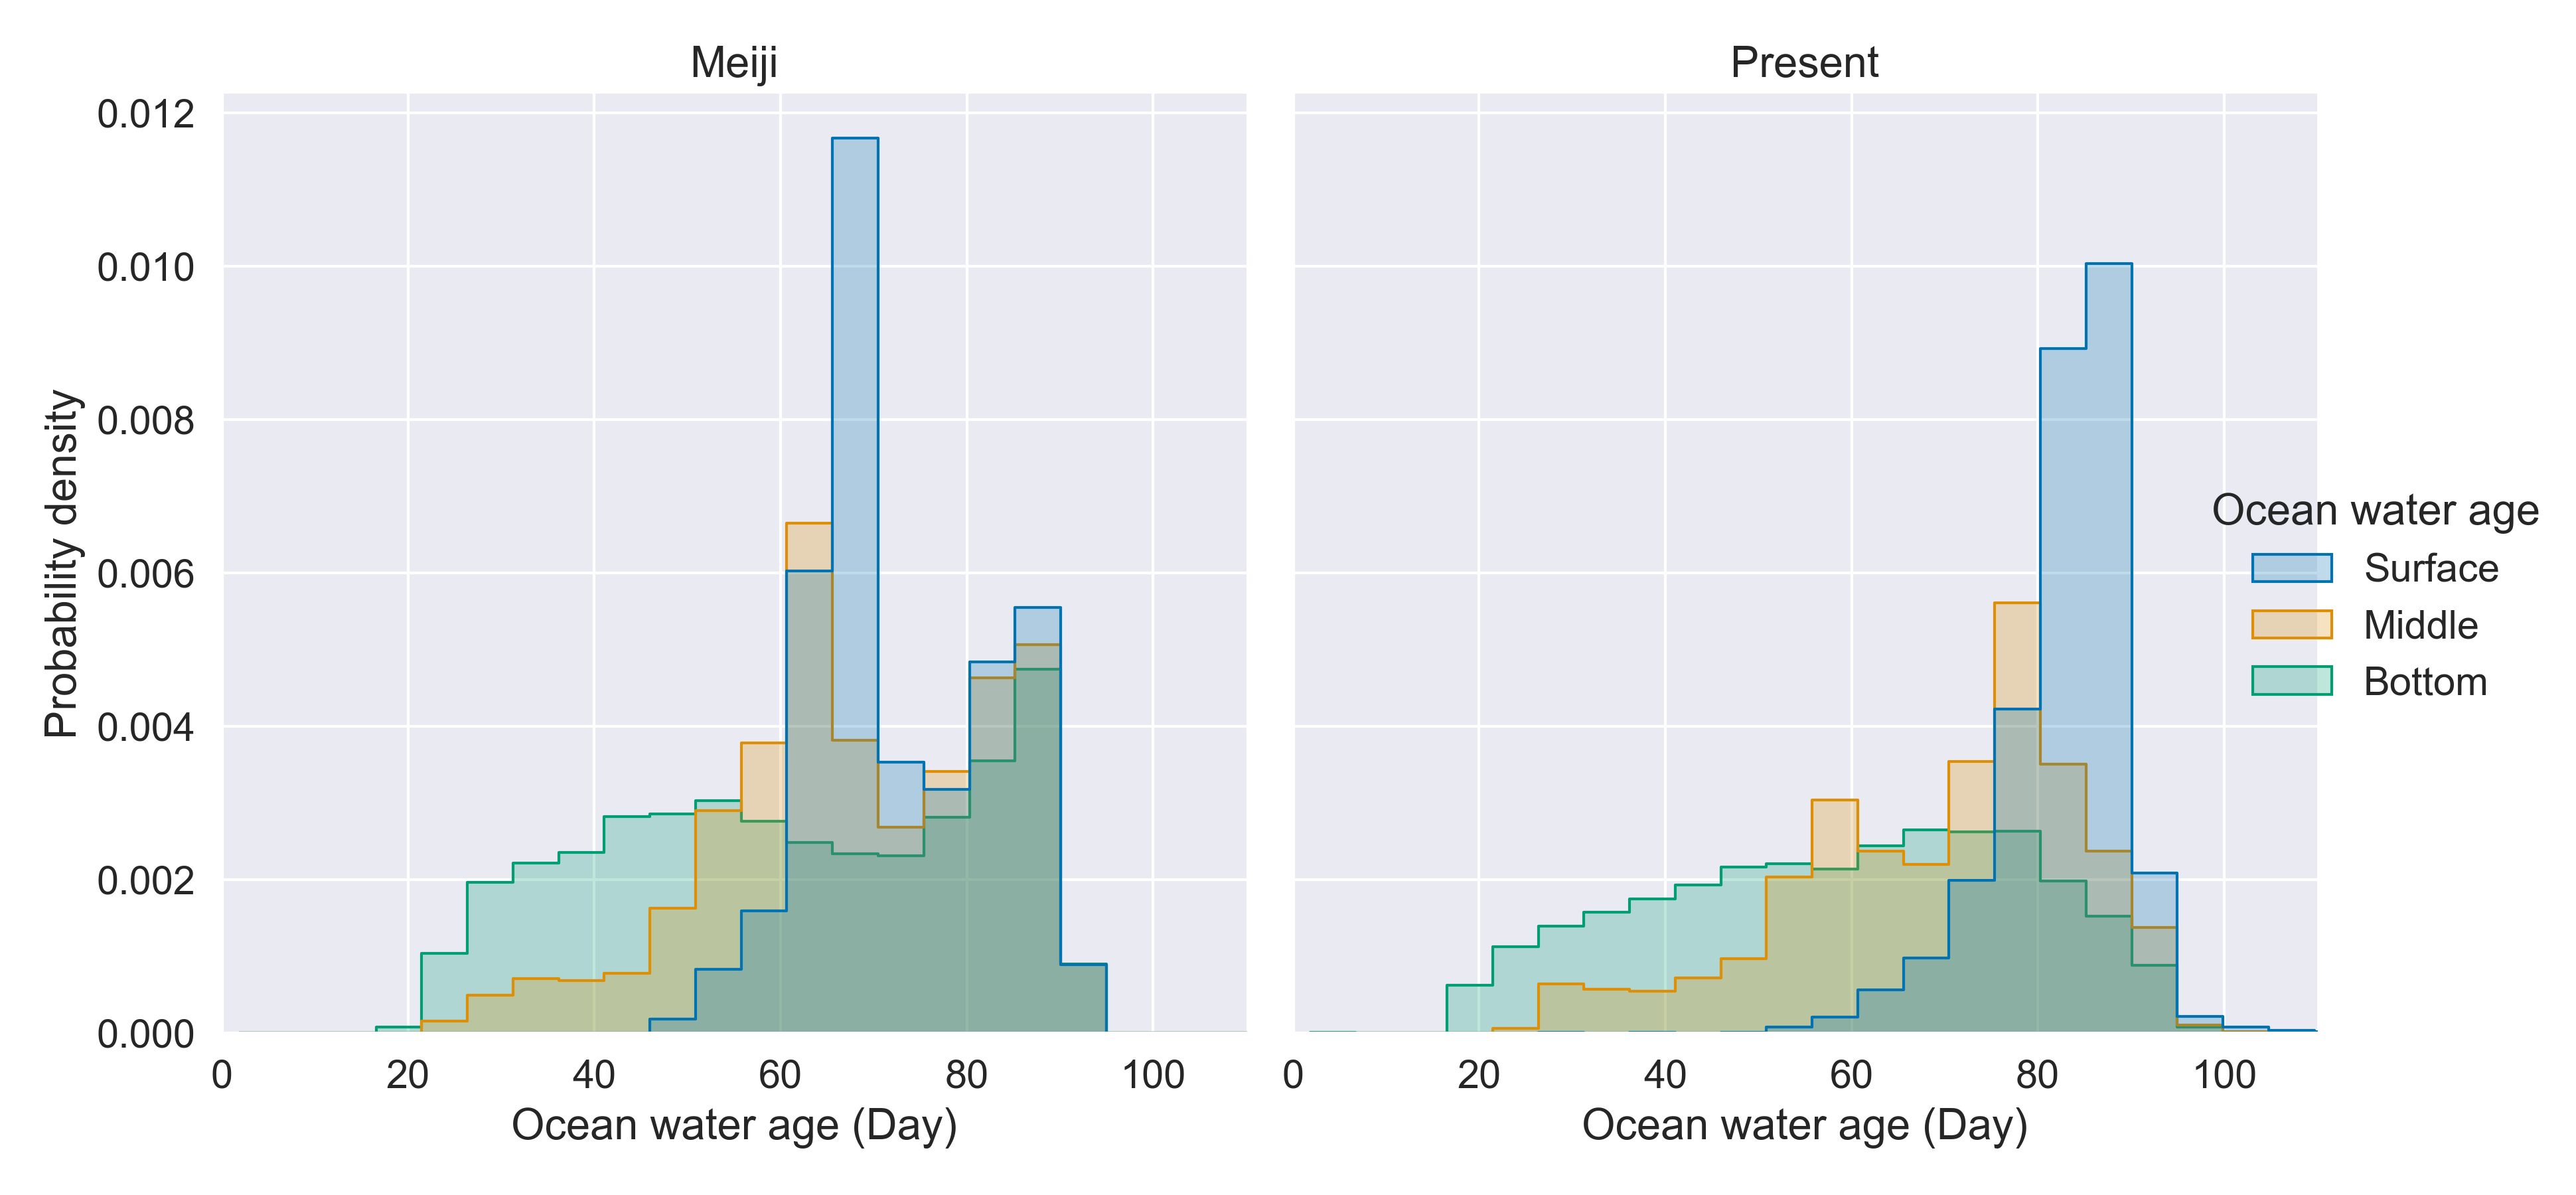 Meiji
Present
0.012
0.010
0.008
0.006
0.004
0.002
0.000
Probability density
0 20 40 60 80 100
0 20 40 60 80 100
Ocean water age (Day)
Ocean water age (Day)
Ocean water age
Surface
Middle
Bottom